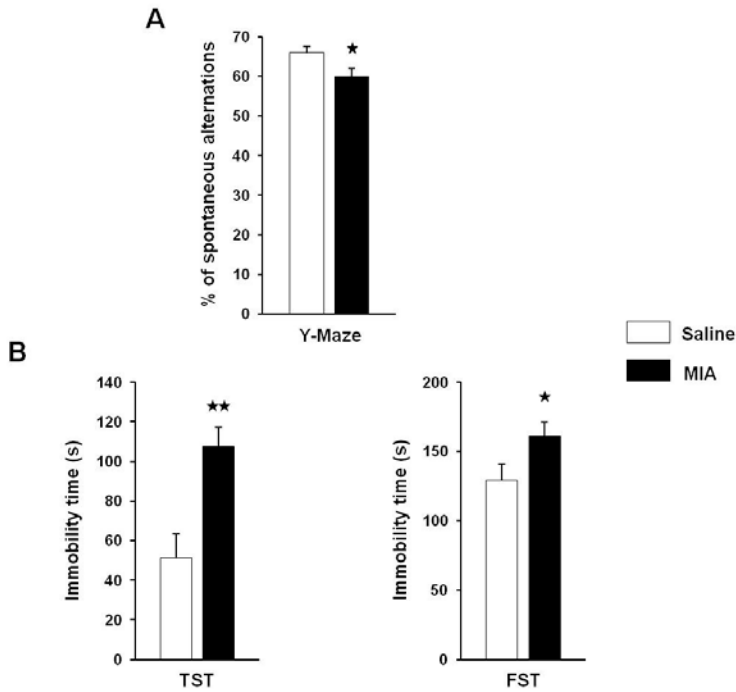 A
% of spontaneous alternations
70
60
50
40
30
20
10
0
★
Y-Maze
Saline
MIA
B
Immobility time (s)
140
120
100
80
60
40
20
0
★★
TST
Immobility time (s)
200
150
100
50
0
★
FST